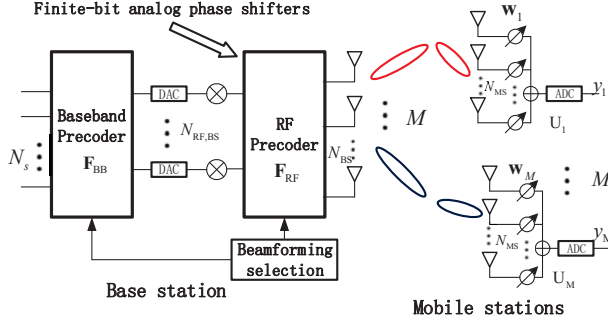 Finite-bit analog phase shifters
Baseband
Precoder
F_BB
N_s
DAC
DAC
N_RF,BS
RF
Precoder
F_RF
N_BS
M
Beamforming
selection
Base station
w_1
N_MS
ADC
y_1
U_1
w_M
M
N_MS
ADC
y_M
U_M
Mobile stations